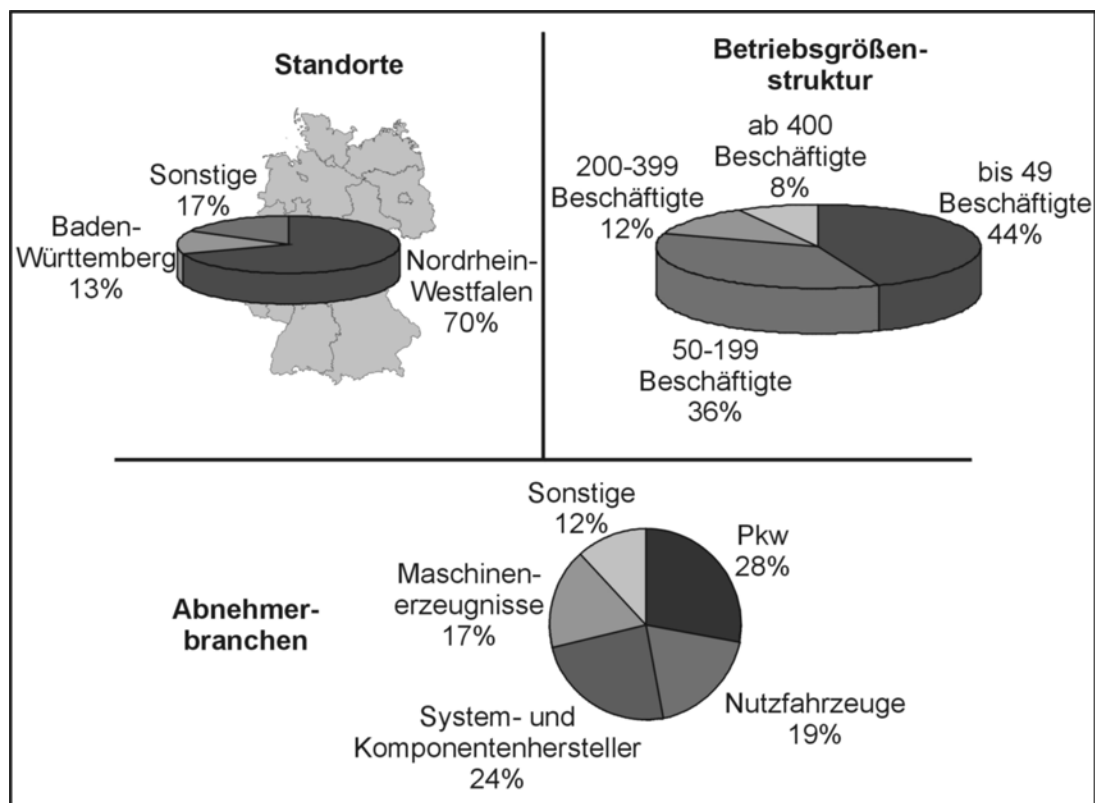 Standorte
Sonstige
17%
Baden-
Württemberg
13%
Nordrhein-
Westfalen
70%
Betriebsgrößen-
struktur
ab 400
Beschäftigte
8%
200-399
Beschäftigte
12%
bis 49
Beschäftigte
44%
50-199
Beschäftigte
36%
Abnehmer-
branchen
Sonstige
12%
Pkw
28%
Maschinen-
erzeugnisse
17%
Nutzfahrzeuge
19%
System- und
Komponentenhersteller
24%